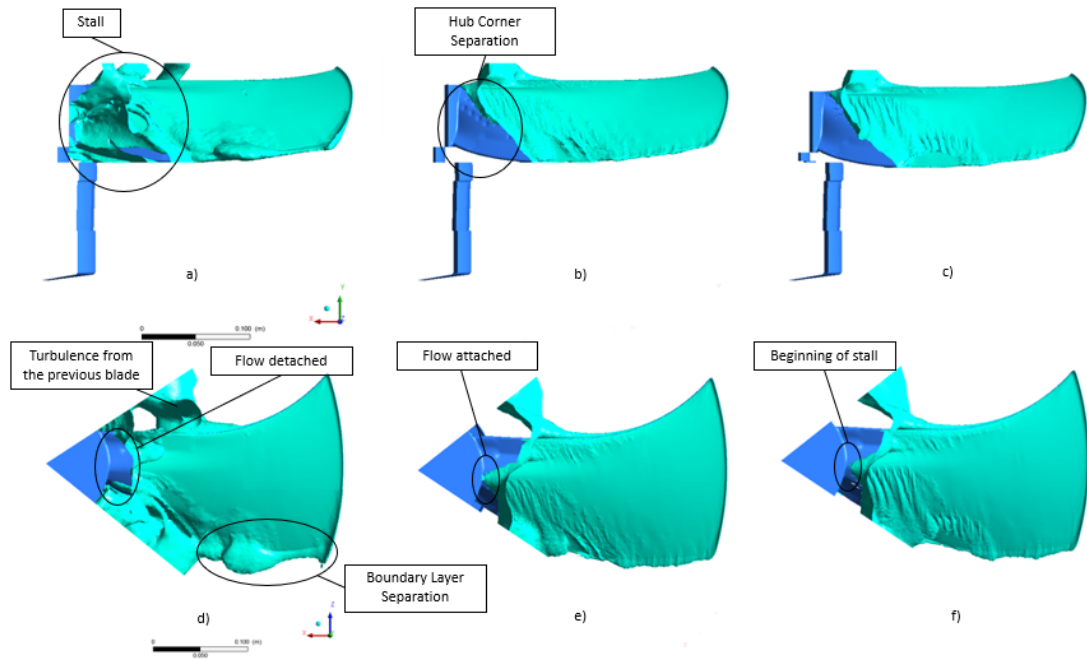 Stall
Hub Corner
Separation
a)
b)
c)
Y
X
Z
0
0.100 (m)
0.050
Turbulence from
the previous blade
Flow detached
Flow attached
Beginning of stall
Boundary Layer
Separation
d)
e)
f)
Z
X
Y
0
0.100 (m)
0.050